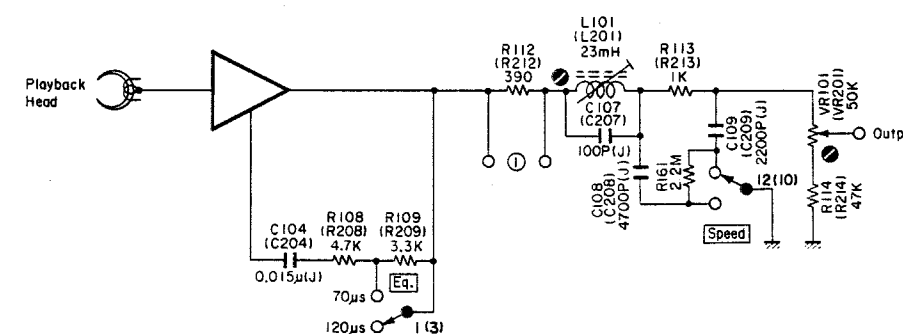 Playback
Head
R112
(R212)
390
L101
(L201)
23mH
R113
(R213)
1K
C107
(C207)
100P(J)
C108
(C208)
4700P(J)
R161
2.2M
C109
(C209)
2200P(J)
VR101
(VR201)
50K
Outp
R114
(R214)
47K
12(10)
Speed
1
C104
(C204)
0.015μ(J)
R108
(R208)
4.7K
R109
(R209)
3.3K
Eq.
70μs
120μs
1(3)